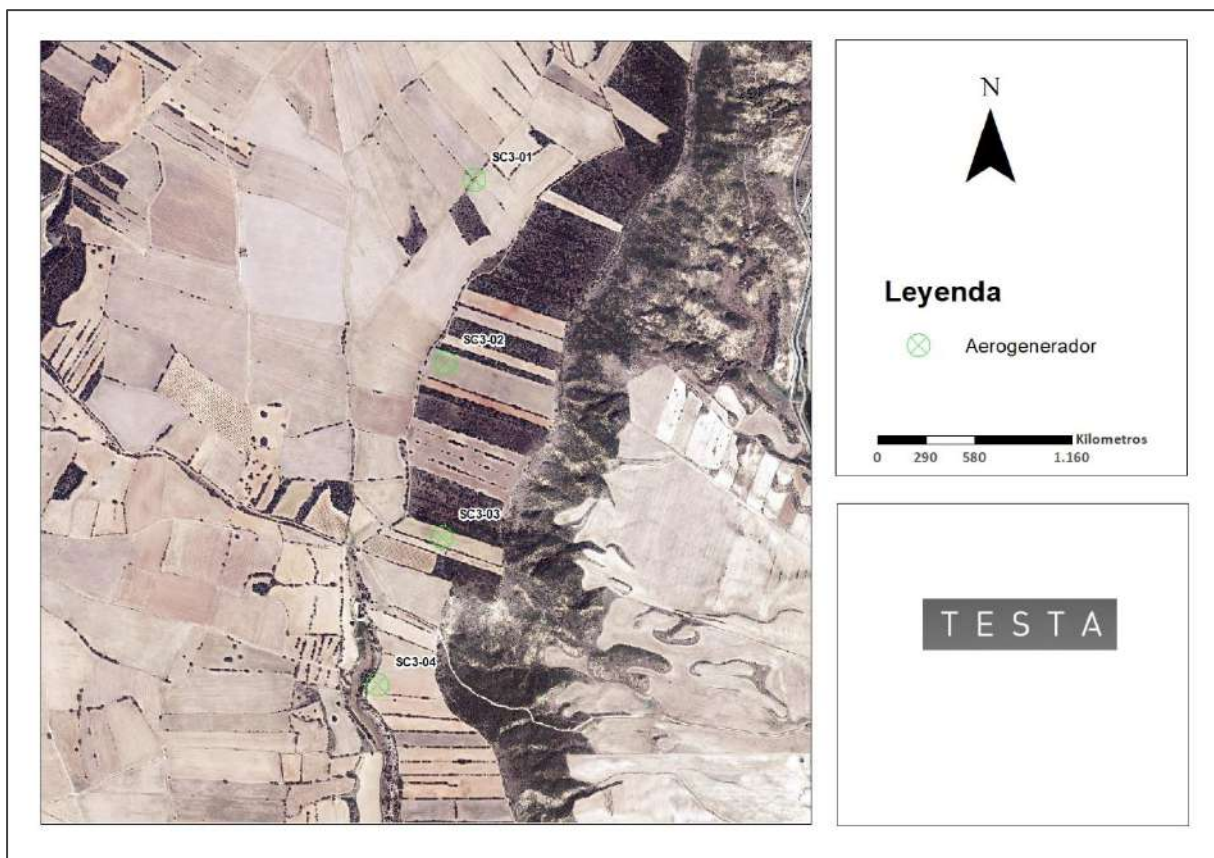 SC3-01
SC3-02
SC3-03
SC3-04
N
Leyenda
Aerogenerador
Kilometros
0 290 580 1.160
TESTA